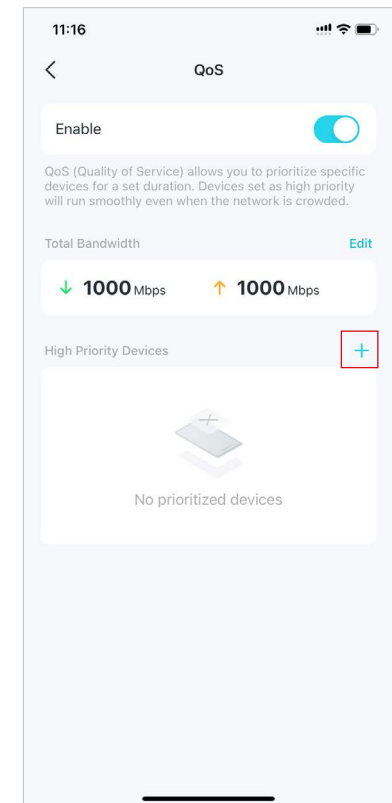 11:16
QoS
Enable
QoS (Quality of Service) allows you to prioritize specific
devices for a set duration. Devices set as high priority
will run smoothly even when the network is crowded.
Total Bandwidth Edit
↓ 1000 Mbps ↑ 1000 Mbps
High Priority Devices +
No prioritized devices